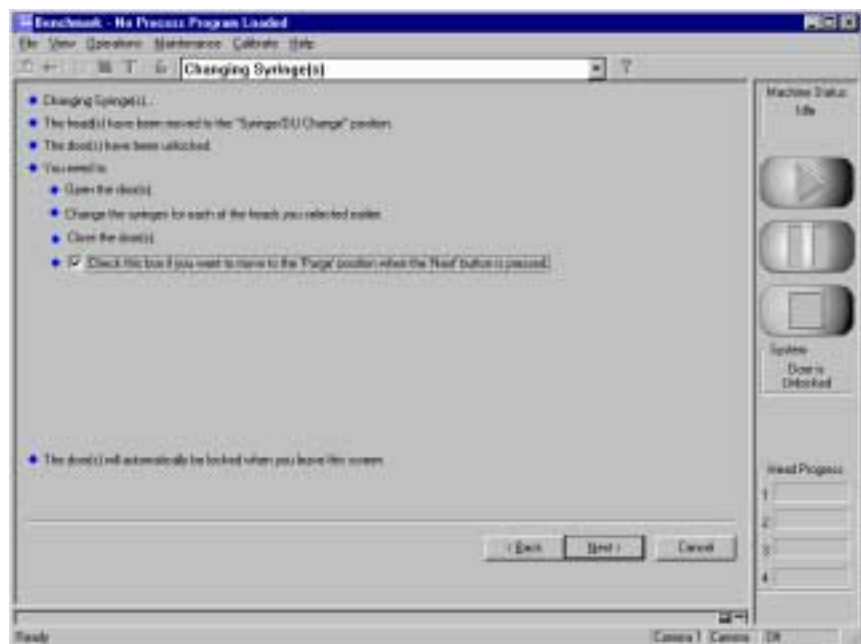 Benchmark - No Process Program Loaded
File View Operations Maintenance Calibrate Help
Changing Syringe(s)
Changing Syringe(s)...
The head(s) have been moved to the "Syringe/DU Change" position.
The door(s) have been unlocked.
You need to:
Open the door(s).
Change the syringes for each of the heads you selected earlier.
Close the door(s).
Check this box if you want to move to the 'Purge' position when the 'Next' button is pressed.
The door(s) will automatically be locked when you leave this screen.
< Back Next > Cancel
Machine Status
Idle
System
Door is
Unlocked
Head Progress
1
2
3
4
Ready
Camera 1 Camera Off